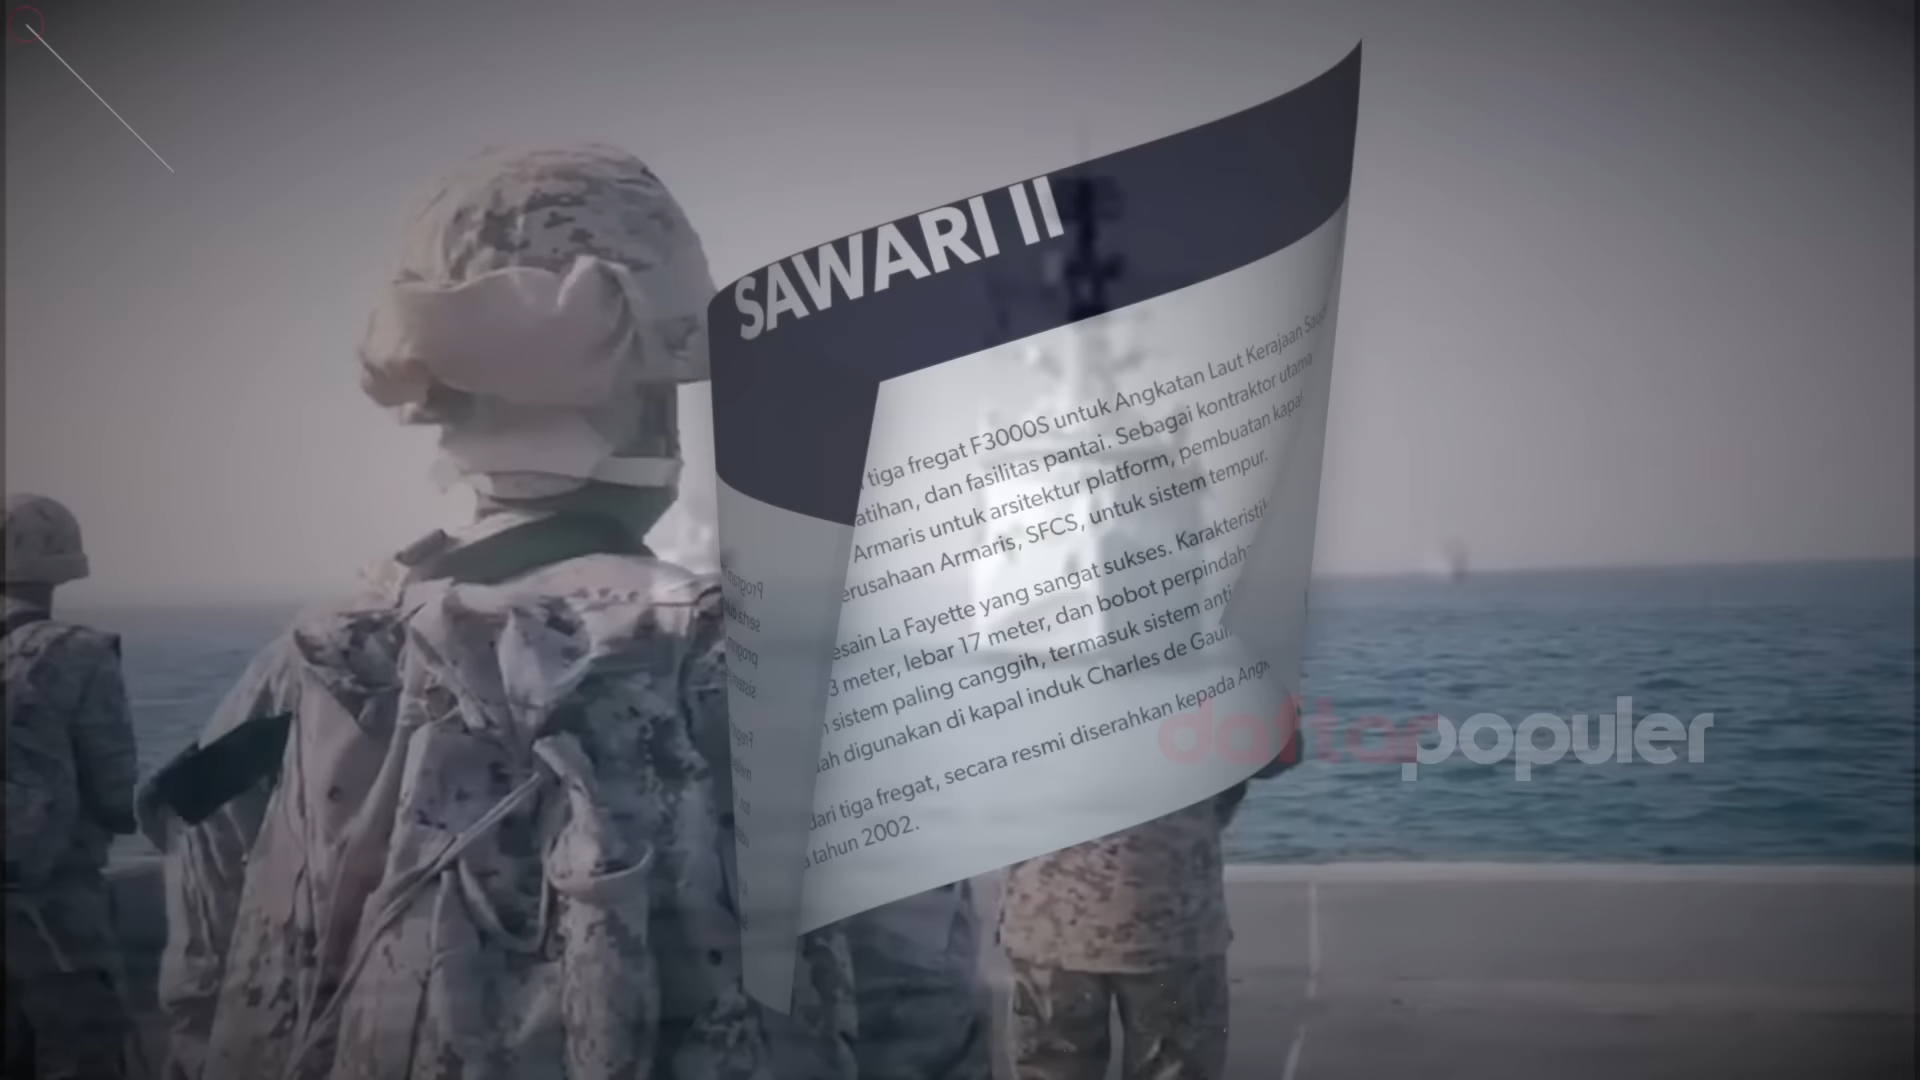 SAWARI II
tiga fregat F3000S untuk Angkatan Laut Kerajaan
atihan, dan fasilitas pantai. Sebagai kontraktor utama
Armaris untuk arsitektur platform, pembuatan kapal
erusahaan Armaris, SFCS, untuk sistem tempur.
esain La Fayette yang sangat sukses. Karakteristik
3 meter, lebar 17 meter, dan bobot perpindah
sistem paling canggih, termasuk sistem anti
ah digunakan di kapal induk Charles de Gaul
dari tiga fregat, secara resmi diserahkan kepada Angk
tahun 2002.
daftarpopuler